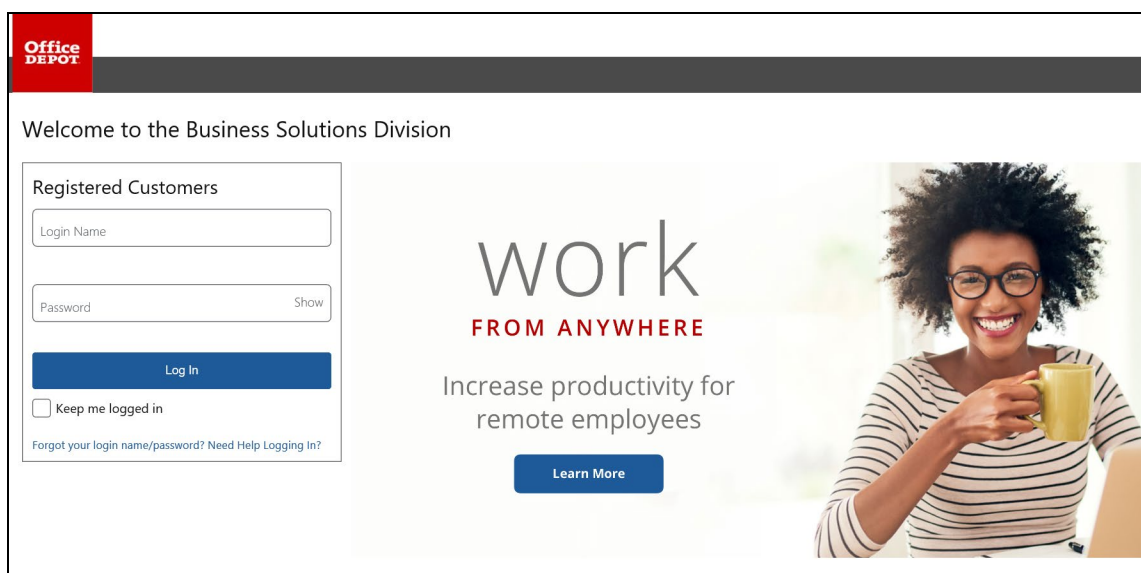 Office
DEPOT
Welcome to the Business Solutions Division
Registered Customers
Login Name
Password
Show
Log In
Keep me logged in
Forgot your login name/password? Need Help Logging In?
work
FROM ANYWHERE
Increase productivity for
remote employees
Learn More